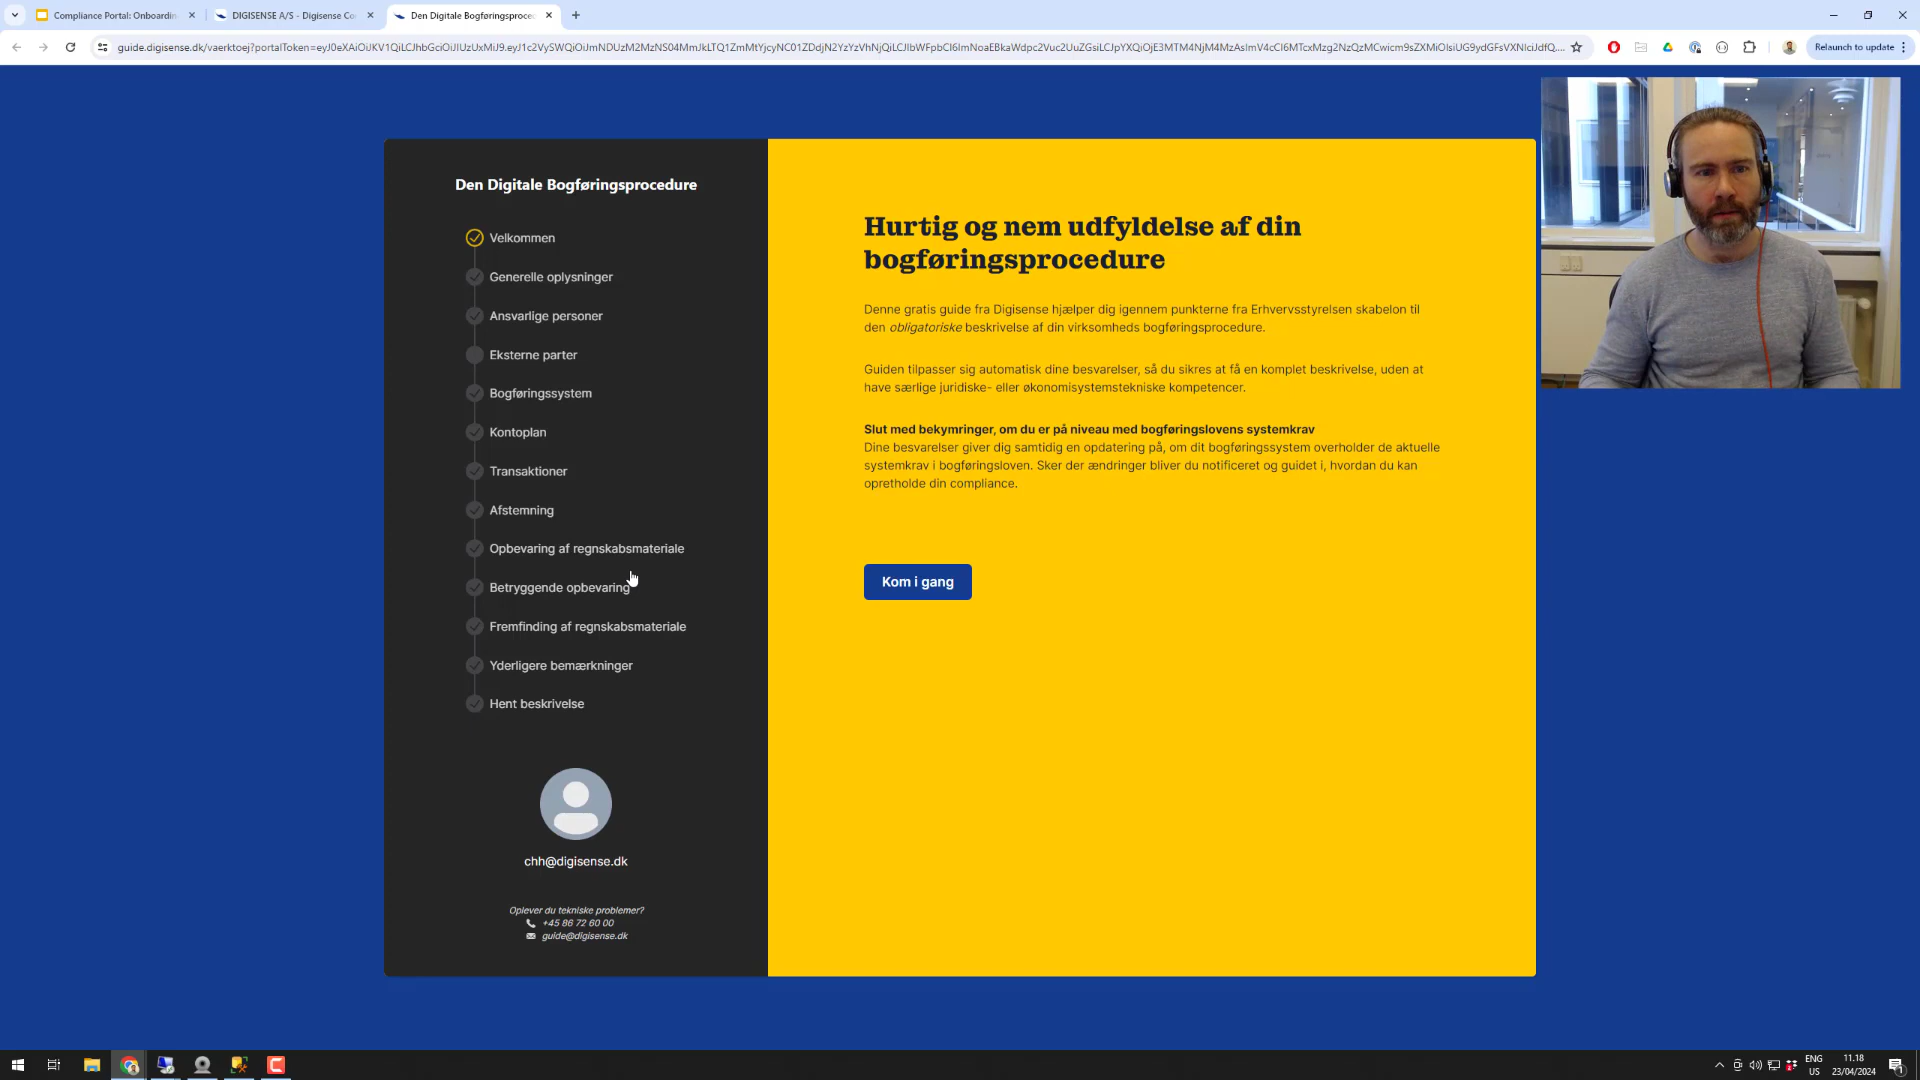 Compliance Portal: Onboardin
DIGISENSE A/S - Digisense Co
Den Digitale Bogføringsproce
guide.digisense.dk/vaerktoej?portalToken=
Relaunch to update
Den Digitale Bogføringsprocedure
Velkommen
Generelle oplysninger
Ansvarlige personer
Eksterne parter
Bogføringssystem
Kontoplan
Transaktioner
Afstemning
Opbevaring af regnskabsmateriale
Betryggende opbevaring
Fremfinding af regnskabsmateriale
Yderligere bemærkninger
Hent beskrivelse
chh@digisense.dk
Oplever du tekniske problemer?
+45 86 72 60 00
guide@digisense.dk
Hurtig og nem udfyldelse af din
bogføringsprocedure
Denne gratis guide fra Digisense hjælper dig igennem punkterne fra Erhvervsstyrelsen skabelon til
den obligatoriske beskrivelse af din virksomheds bogføringsprocedure.
Guiden tilpasser sig automatisk dine besvarelser, så du sikres at få en komplet beskrivelse, uden at
have særlige juridiske- eller økonomisystemstekniske kompetencer.
Slut med bekymringer, om du er på niveau med bogføringslovens systemkrav
Dine besvarelser giver dig samtidig en opdatering på, om dit bogføringssystem overholder de aktuelle
systemkrav i bogføringsloven. Sker der ændringer bliver du notificeret og guidet i, hvordan du kan
opretholde din compliance.
Kom i gang
ENG
US
11.18
23/04/2024